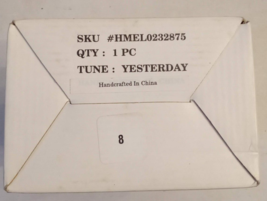 SKU #HMEL0232875
QTY : 1 PC
TUNE : YESTERDAY
Handcrafted In China
8